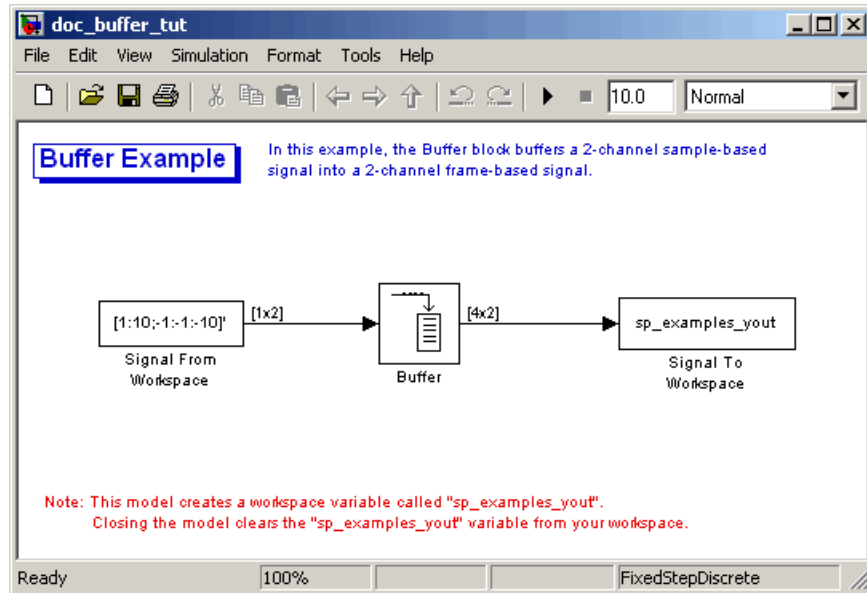 doc_buffer_tut
File Edit View Simulation Format Tools Help
10.0 Normal
Buffer Example
In this example, the Buffer block buffers a 2-channel sample-based
signal into a 2-channel frame-based signal.
[1:10;-1:-1:-10]'
[1x2]
[4x2]
sp_examples_yout
Signal From
Workspace
Buffer
Signal To
Workspace
Note: This model creates a workspace variable called "sp_examples_yout".
Closing the model clears the "sp_examples_yout" variable from your workspace.
Ready 100% FixedStepDiscrete